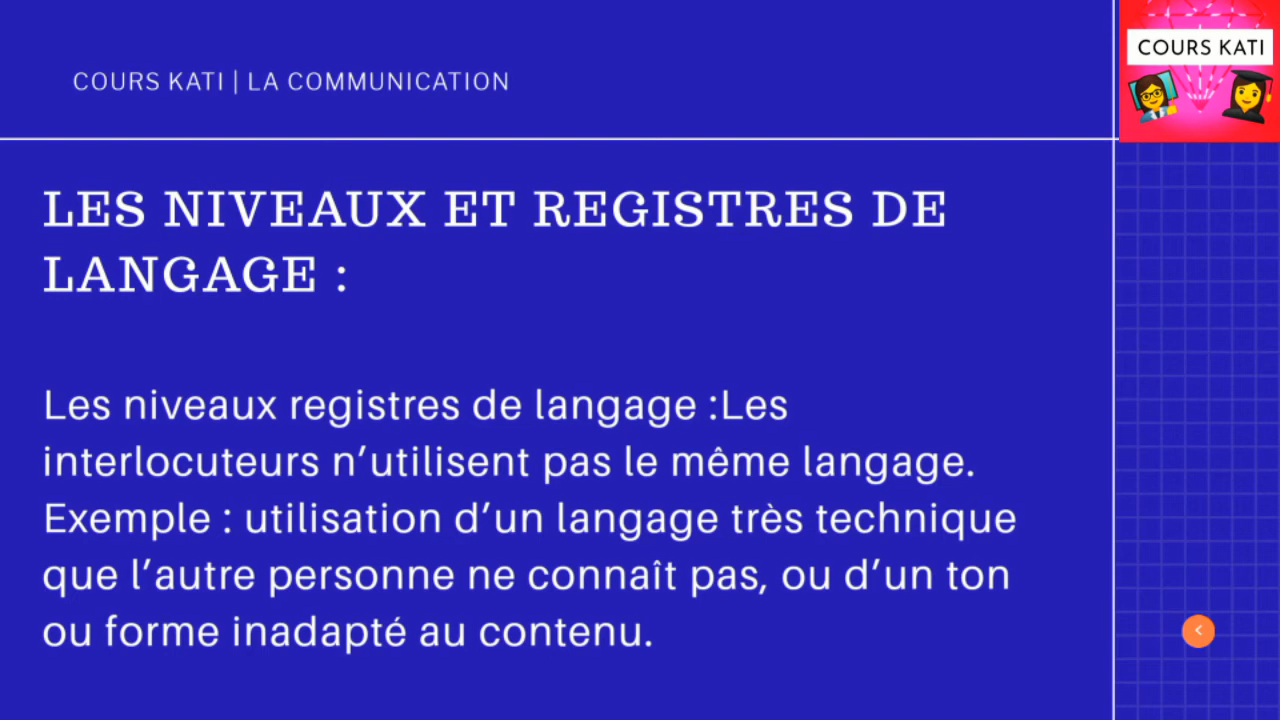 COURS KATI
COURS KATI | LA COMMUNICATION
LES NIVEAUX ET REGISTRES DE
LANGAGE :
Les niveaux registres de langage :Les
interlocuteurs n’utilisent pas le même langage.
Exemple : utilisation d’un langage très technique
que l’autre personne ne connaît pas, ou d’un ton
ou forme inadapté au contenu.